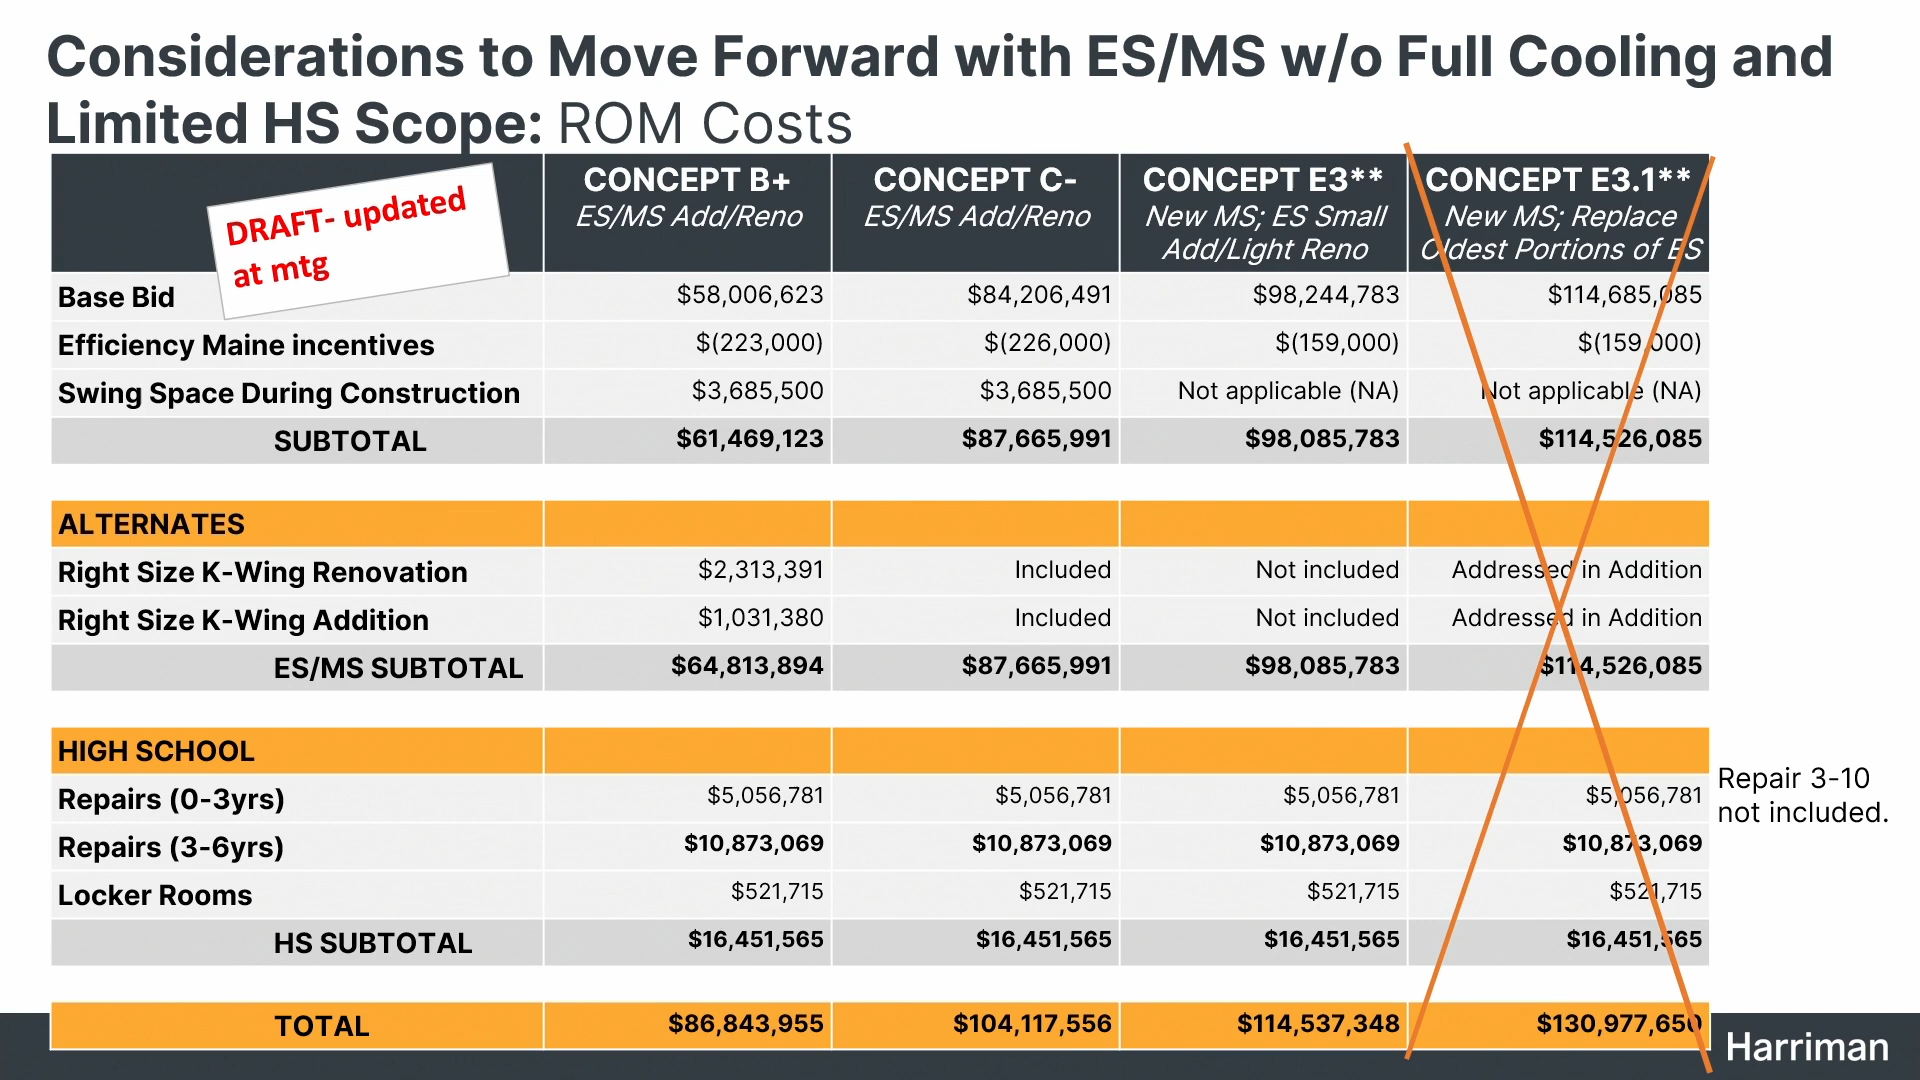 Considerations to Move Forward with ES/MS w/o Full Cooling and
Limited HS Scope: ROM Costs
DRAFT- updated
at mtg
CONCEPT B+ CONCEPT C- CONCEPT E3** CONCEPT E3.1**
ES/MS Add/Reno ES/MS Add/Reno New MS; ES Small New MS; Replace
Add/Light Reno Oldest Portions of ES
Base Bid $58,006,623 $84,206,491 $98,244,783 $114,685,085
Efficiency Maine incentives $(223,000) $(226,000) $(159,000) $(159,000)
Swing Space During Construction $3,685,500 $3,685,500 Not applicable (NA) Not applicable (NA)
SUBTOTAL $61,469,123 $87,665,991 $98,085,783 $114,526,085
ALTERNATES
Right Size K-Wing Renovation $2,313,391 Included Not included Addressed in Addition
Right Size K-Wing Addition $1,031,380 Included Not included Addressed in Addition
ES/MS SUBTOTAL $64,813,894 $87,665,991 $98,085,783 $114,526,085
HIGH SCHOOL
Repairs (0-3yrs) $5,056,781 $5,056,781 $5,056,781 $5,056,781
Repair 3-10
not included.
Repairs (3-6yrs) $10,873,069 $10,873,069 $10,873,069 $10,873,069
Locker Rooms $521,715 $521,715 $521,715 $521,715
HS SUBTOTAL $16,451,565 $16,451,565 $16,451,565 $16,451,565
TOTAL $86,843,955 $104,117,556 $114,537,348 $130,977,650
Harriman